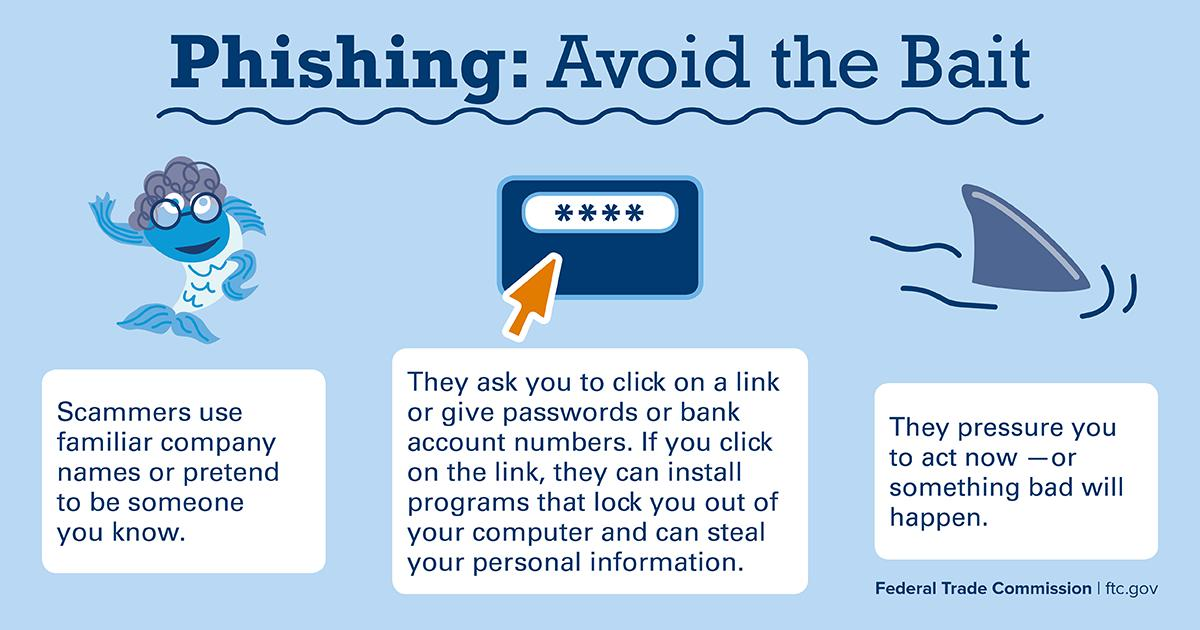 Phishing: Avoid the Bait
****
Scammers use
familiar company
names or pretend
to be someone
you know.
They ask you to click on a link
or give passwords or bank
account numbers. If you click
on the link, they can install
programs that lock you out of
your computer and can steal
your personal information.
They pressure you
to act now —or
something bad will
happen.
Federal Trade Commission | ftc.gov